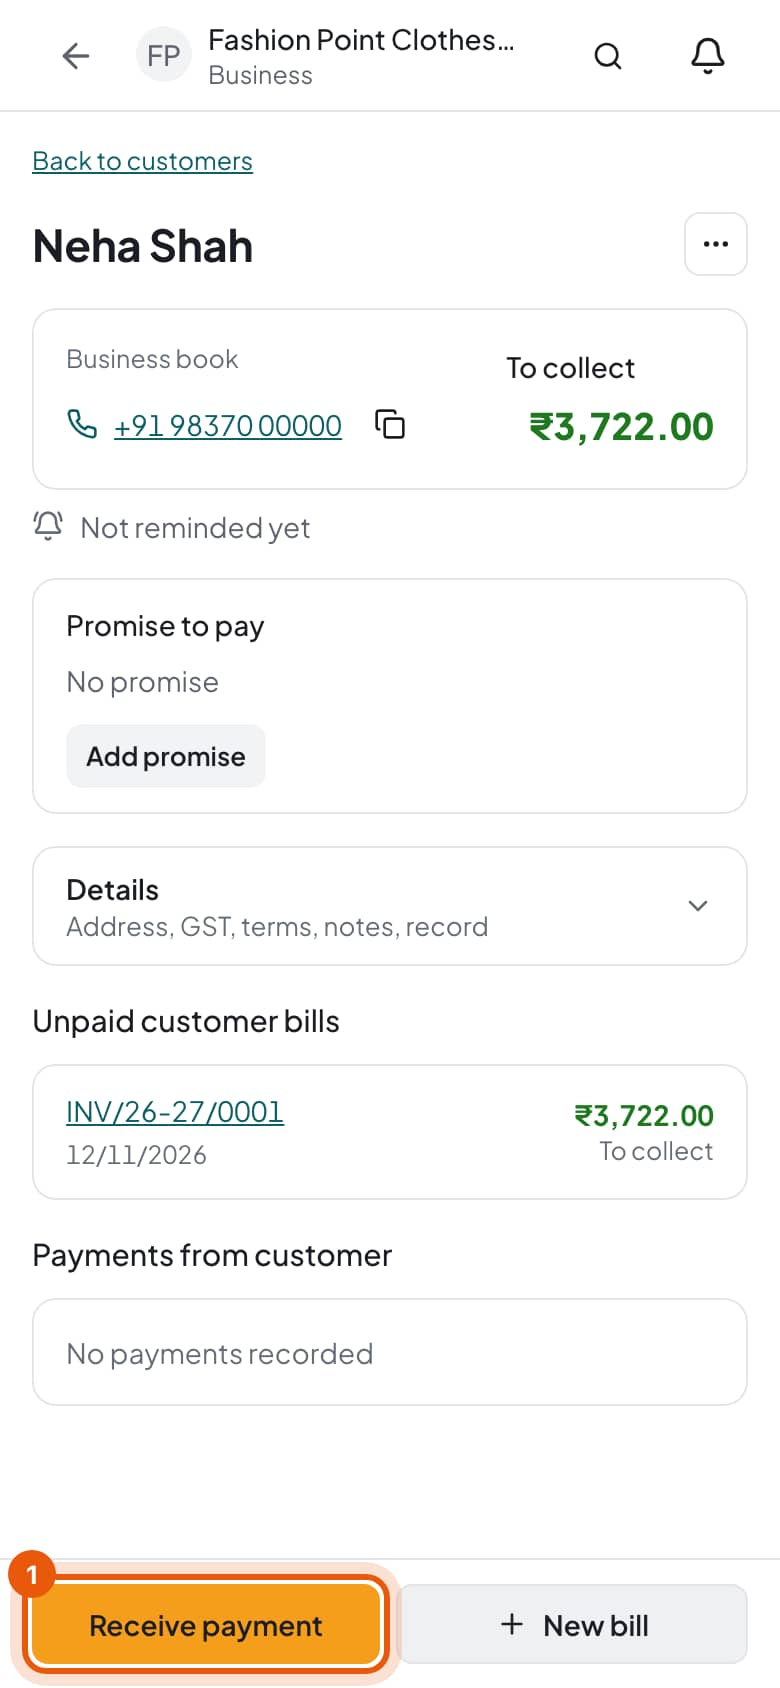 FP
Fashion Point Clothes...
Business
Back to customers
Neha Shah
Business book
+91 98370 00000
To collect
₹3,722.00
Not reminded yet
Promise to pay
No promise
Add promise
Details
Address, GST, terms, notes, record
Unpaid customer bills
INV/26-27/0001
₹3,722.00
12/11/2026
To collect
Payments from customer
No payments recorded
1
Receive payment
+ New bill